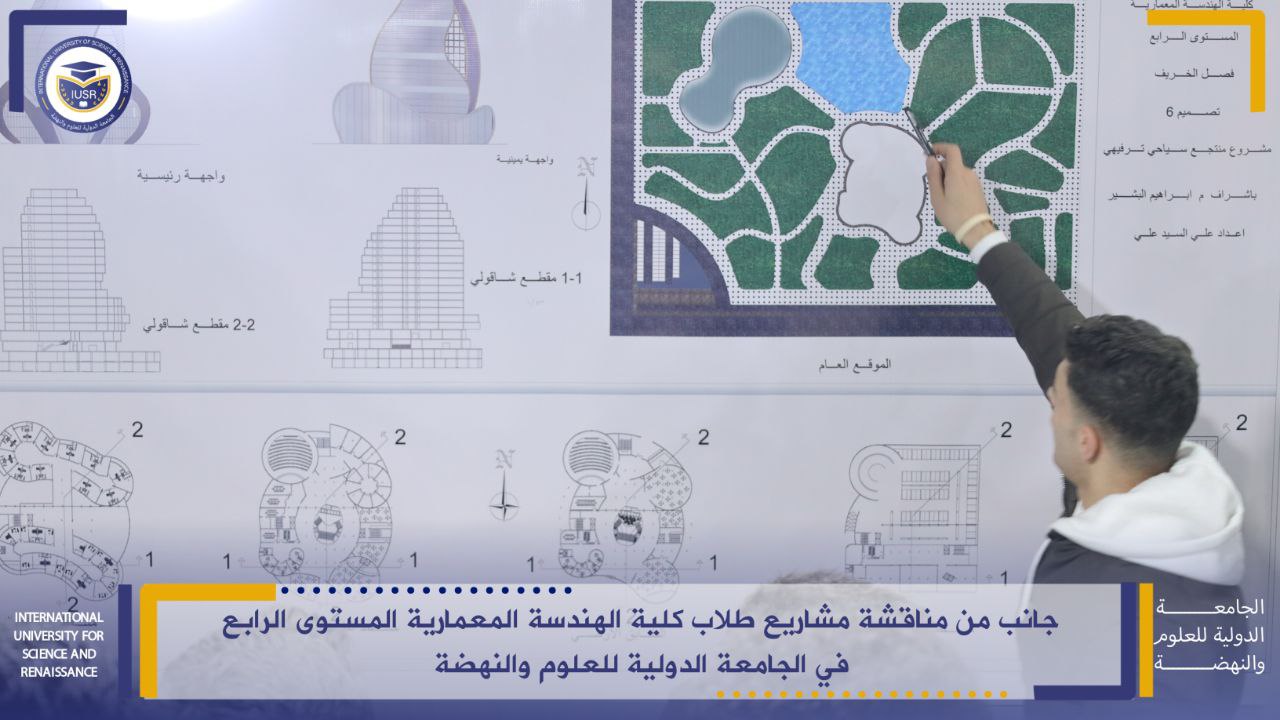 INTERNATIONAL UNIVERSITY OF SCIENCE & RENAISSANCE
IUSR
الجامعة الدولية للعلوم والنهضة
كلية الهندسة المعمارية
المستوى الرابع
فصل الخريف
تصميم 6
مشروع منتجع سياحي ترفيهي
باشراف م ابراهيم البشير
اعداد علي السيد علي
واجهة رئيسية
واجهة يمينية
N
1-1 مقطع شاقولي
2-2 مقطع شاقولي
الموقع العام
2
2
2
2
2
N
1
1
1
1
1
1
2
جانب من مناقشة مشاريع طلاب كلية الهندسة المعمارية المستوى الرابع
في الجامعة الدولية للعلوم والنهضة
INTERNATIONAL
UNIVERSITY FOR
SCIENCE AND
RENAISSANCE
الجامعة
الدولية للعلوم
والنهضة